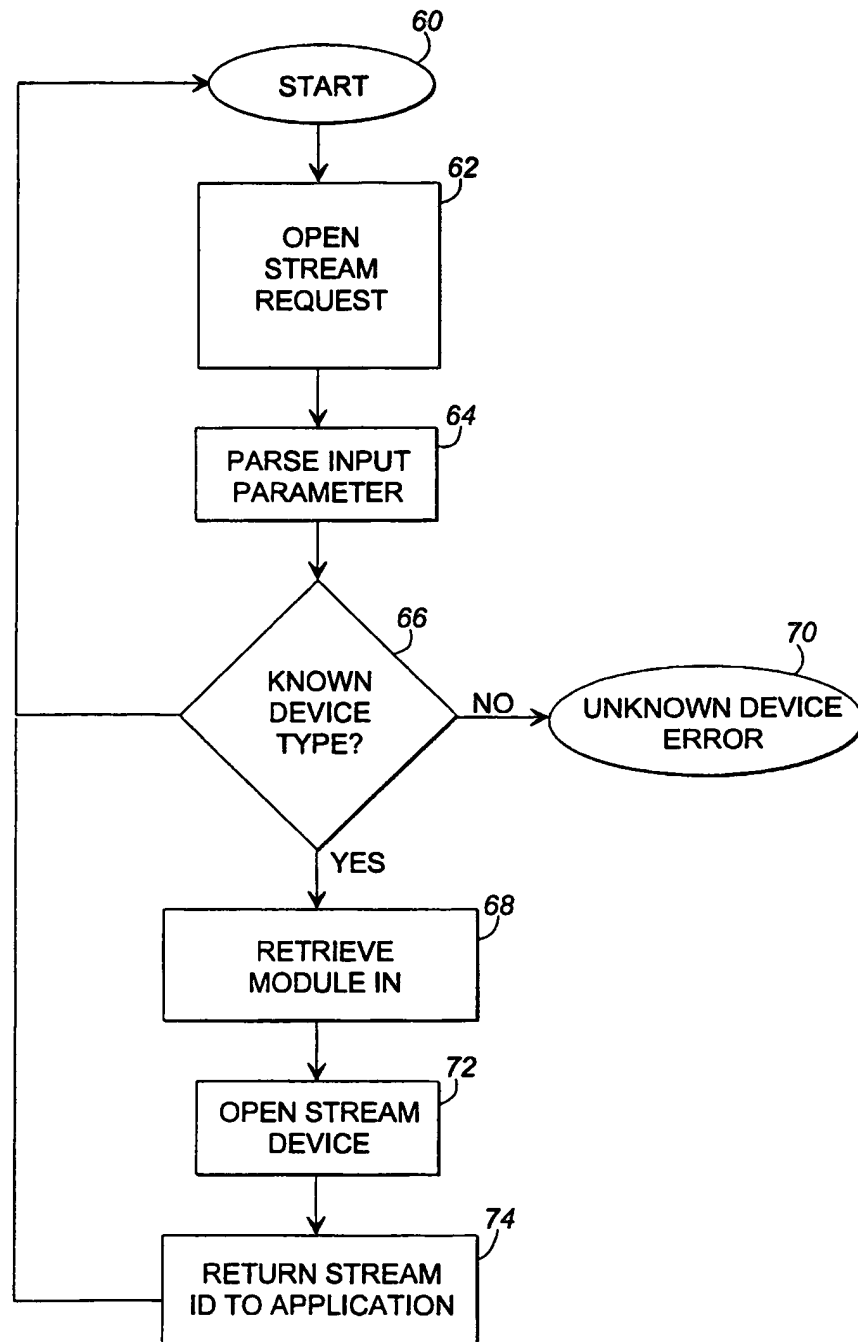 60
START
62
OPEN
STREAM
REQUEST
64
PARSE INPUT
PARAMETER
66
KNOWN
DEVICE
TYPE?
NO
70
UNKNOWN DEVICE
ERROR
YES
68
RETRIEVE
MODULE IN
72
OPEN STREAM
DEVICE
74
RETURN STREAM
ID TO APPLICATION